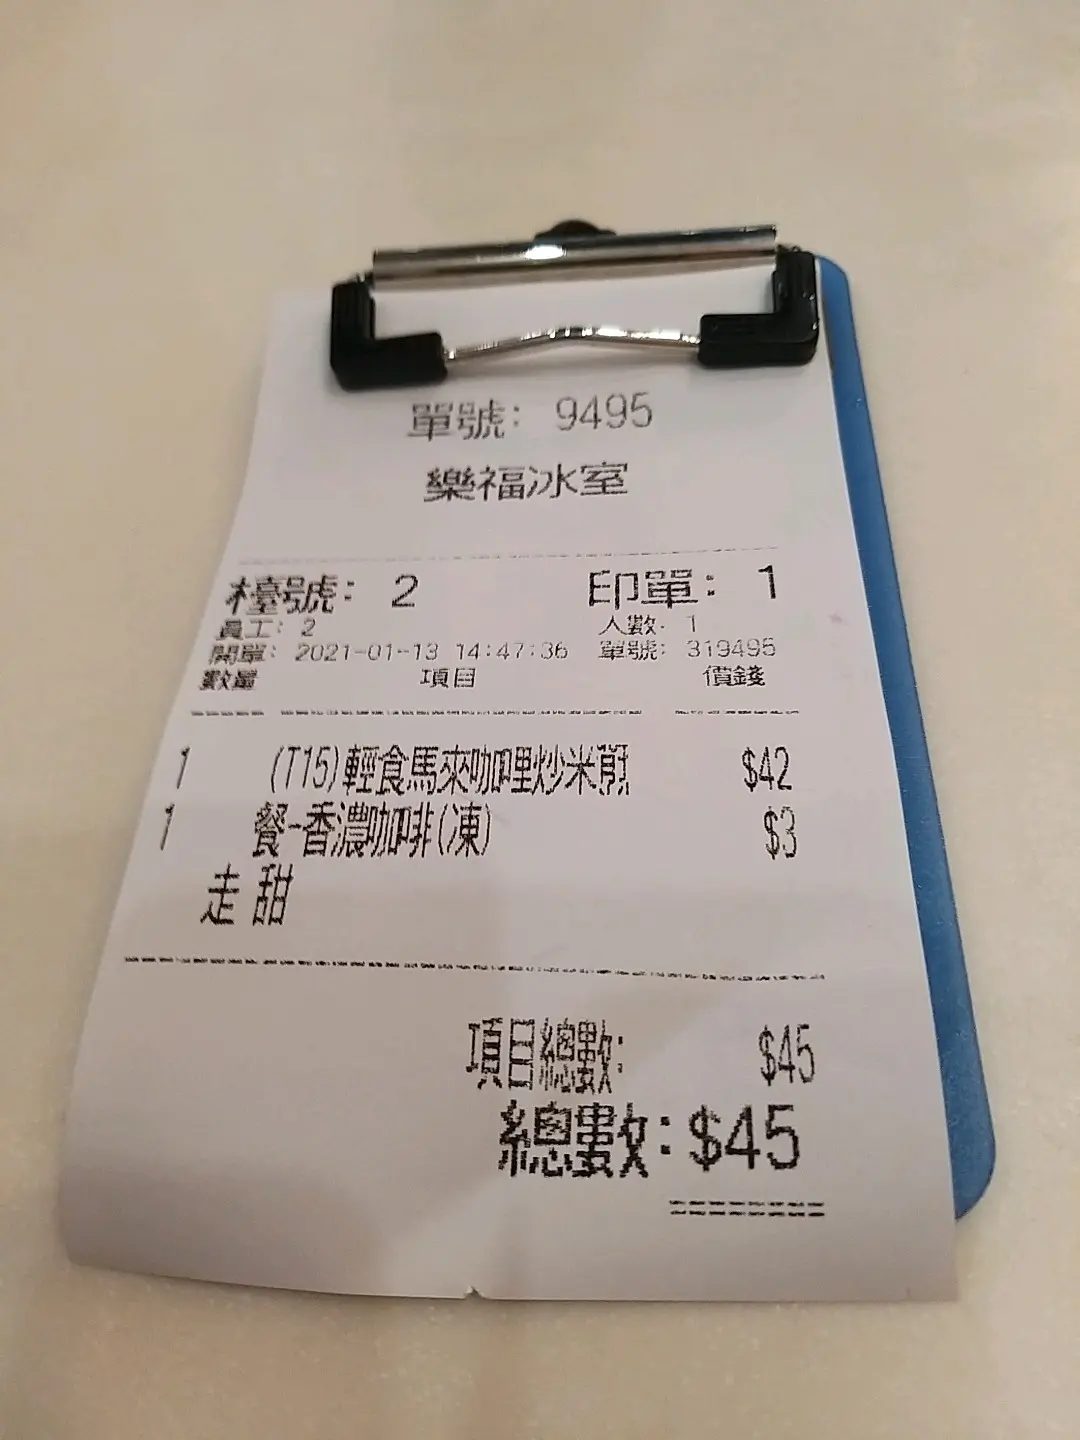 單號: 9495
樂福冰室
檯號: 2 印單: 1
員工: 2 人數: 1
開單: 2021-01-13 14:47:36 單號: 319495
數量 項目 價錢
1 (T15)輕食馬來咖哩炒米 $42
1 餐-香濃咖啡(凍) $3
走甜
項目總數: $45
總數: $45
========